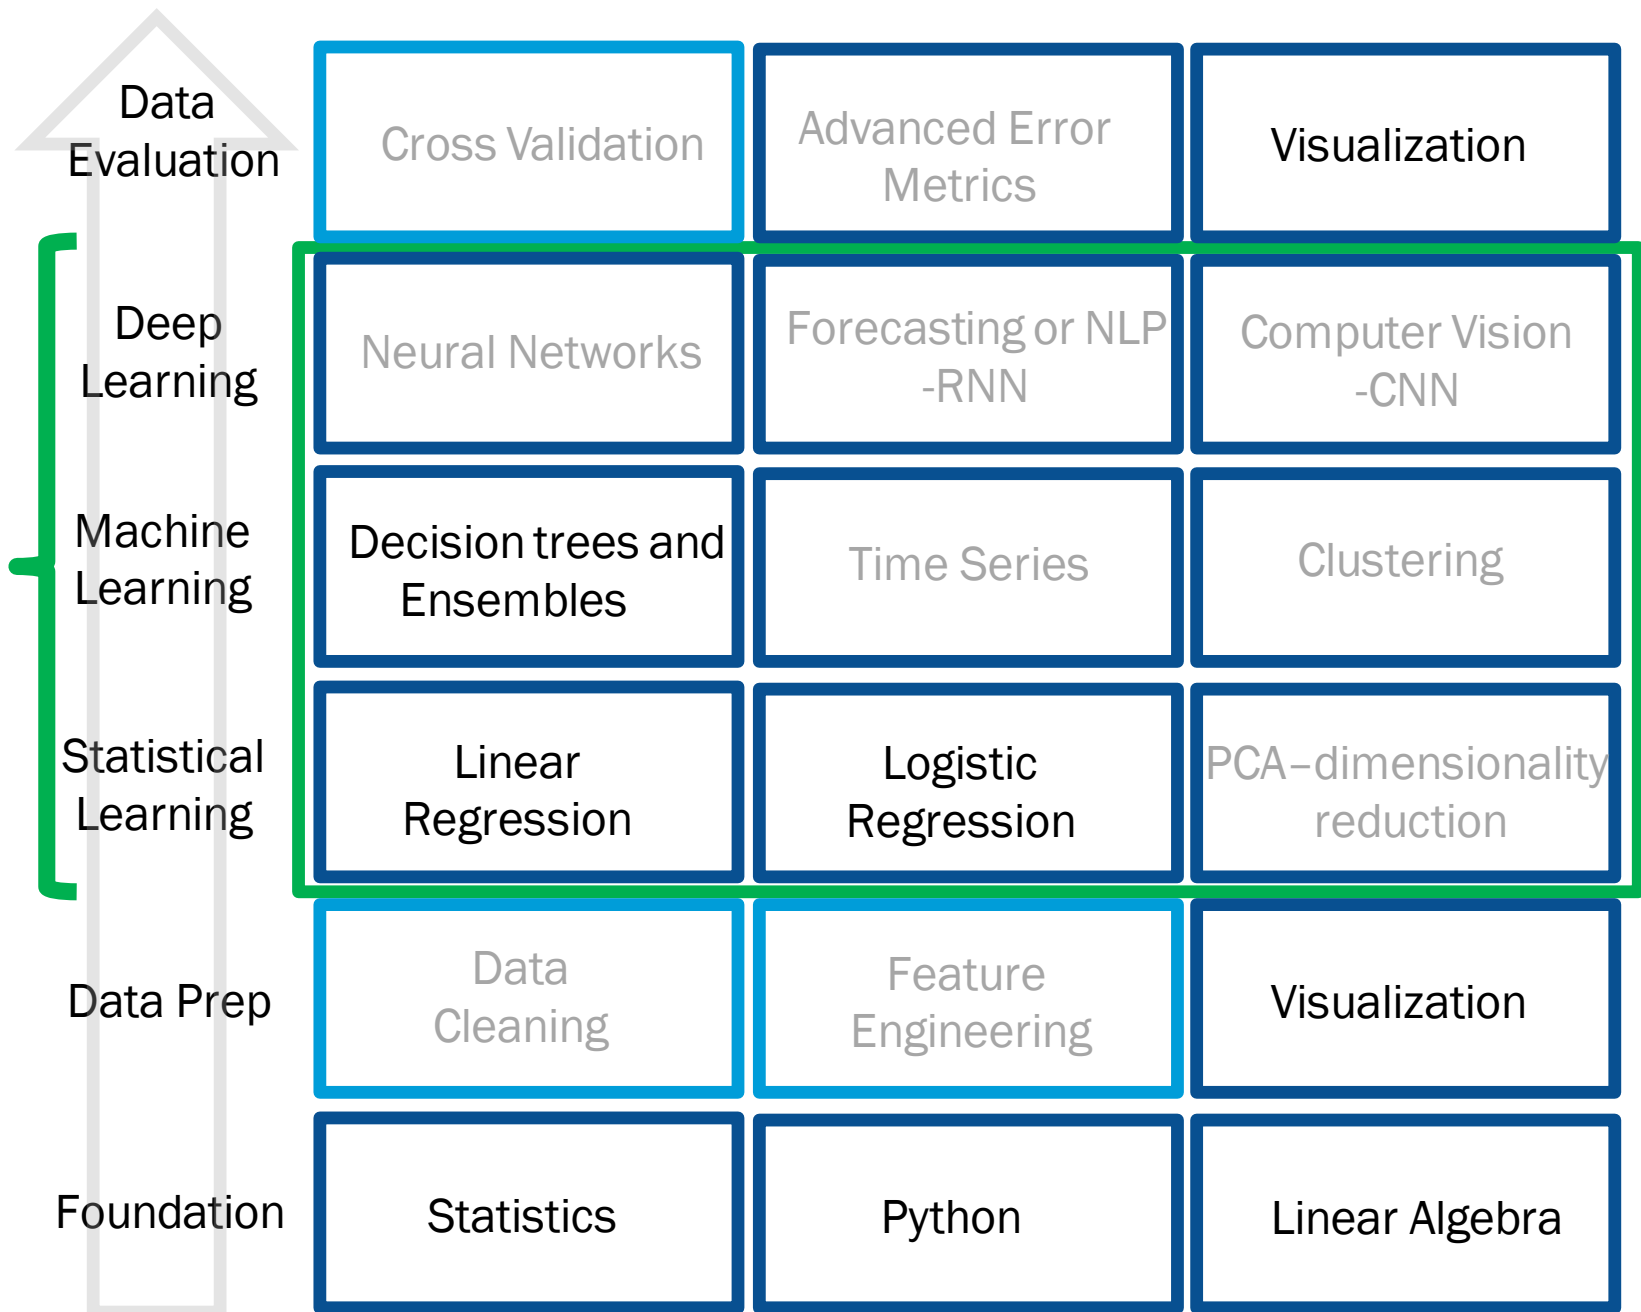 Data
Evaluation
Cross Validation
Advanced Error
Metrics
Visualization
Deep
Learning
Neural Networks
Forecasting or NLP
-RNN
Computer Vision
-CNN
Machine
Learning
Decision trees and
Ensembles
Time Series
Clustering
Statistical
Learning
Linear
Regression
Logistic
Regression
PCA–dimensionality
reduction
Data Prep
Data
Cleaning
Feature
Engineering
Visualization
Foundation
Statistics
Python
Linear Algebra